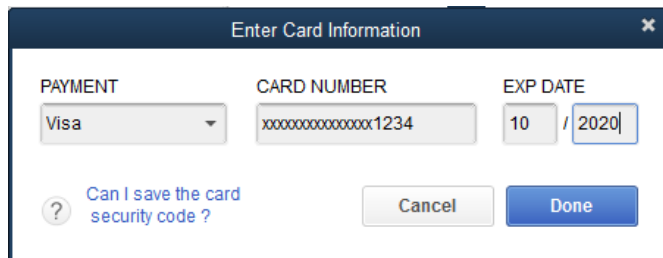 Enter Card Information ×
PAYMENT CARD NUMBER EXP DATE
Visa xxxxxxxxxxxxxxx1234 10 / 2020
? Can I save the card
security code ?
Cancel Done